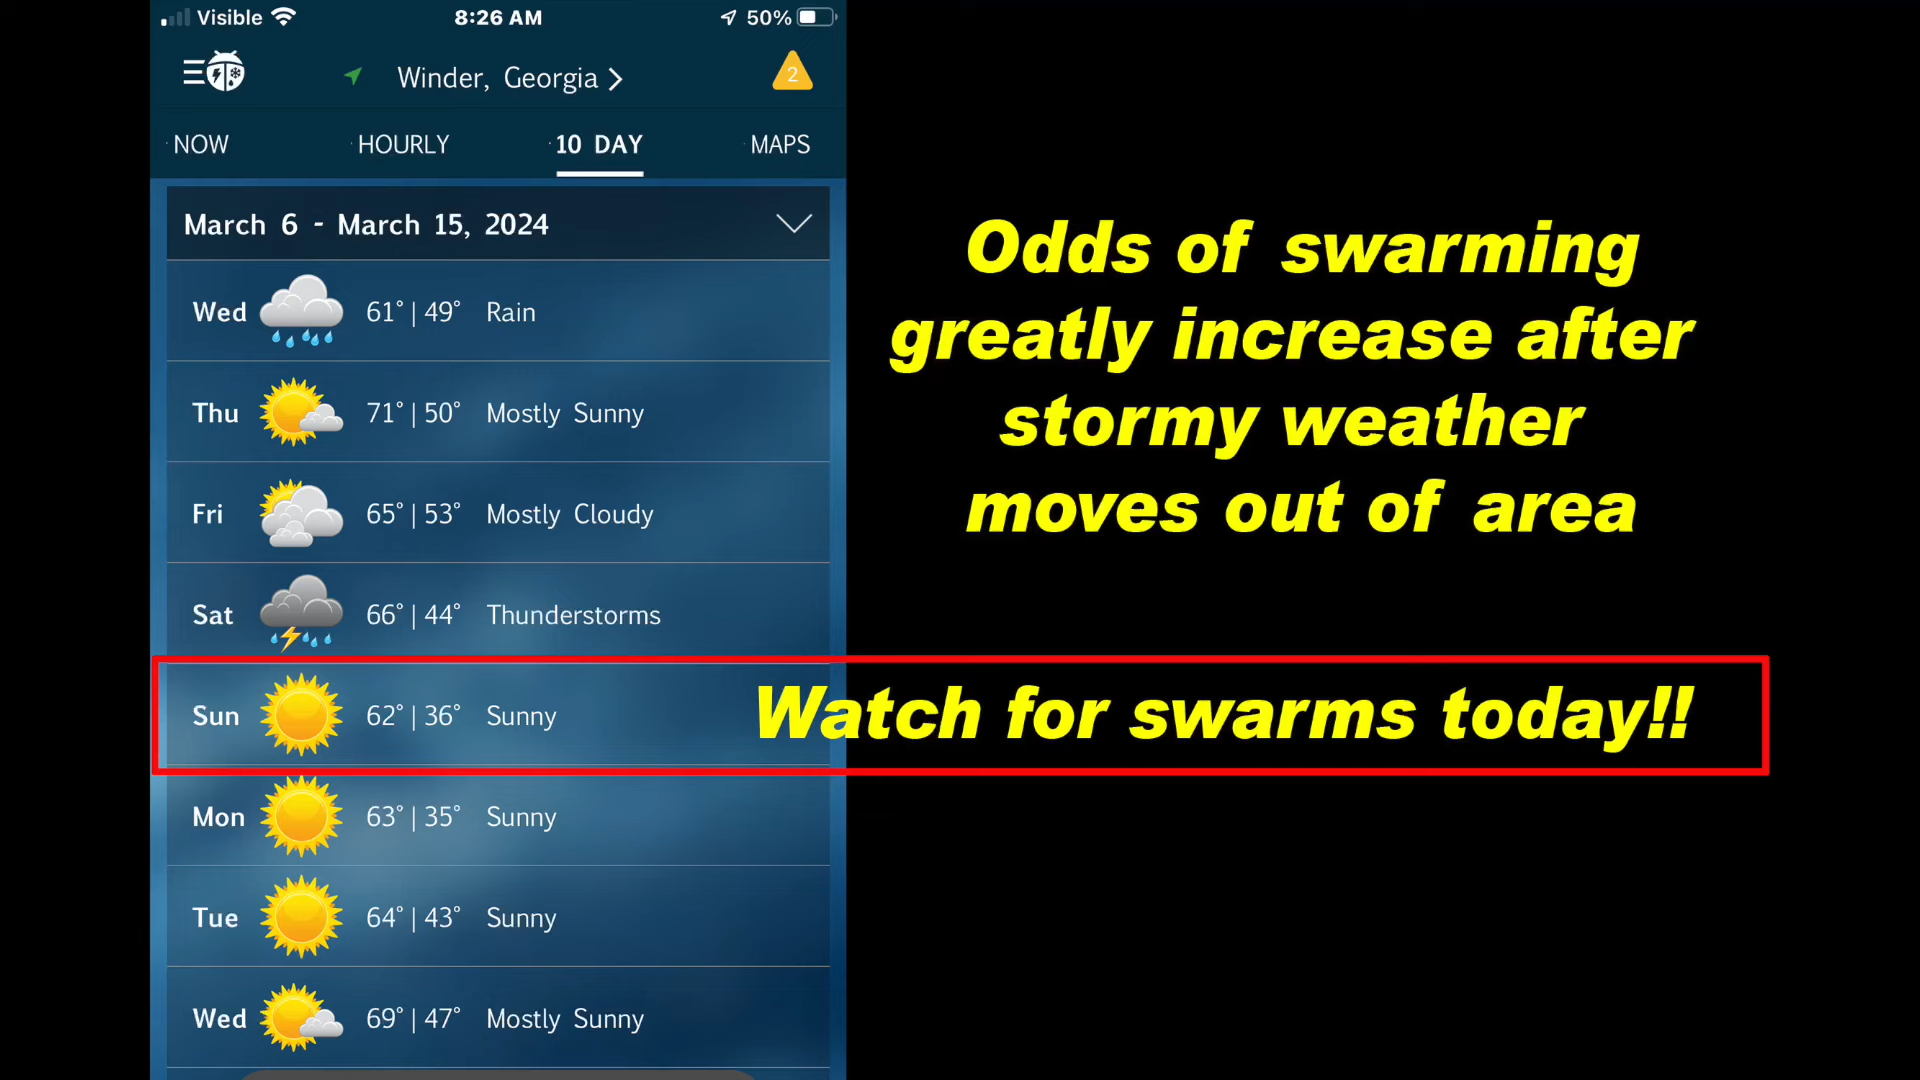 Visible 8:26 AM 50%
Winder, Georgia
2
NOW HOURLY 10 DAY MAPS
March 6 - March 15, 2024
Wed 61° | 49° Rain
Thu 71° | 50° Mostly Sunny
Fri 65° | 53° Mostly Cloudy
Sat 66° | 44° Thunderstorms
Sun 62° | 36° Sunny
Mon 63° | 35° Sunny
Tue 64° | 43° Sunny
Wed 69° | 47° Mostly Sunny
Odds of swarming
greatly increase after
stormy weather
moves out of area
Watch for swarms today!!